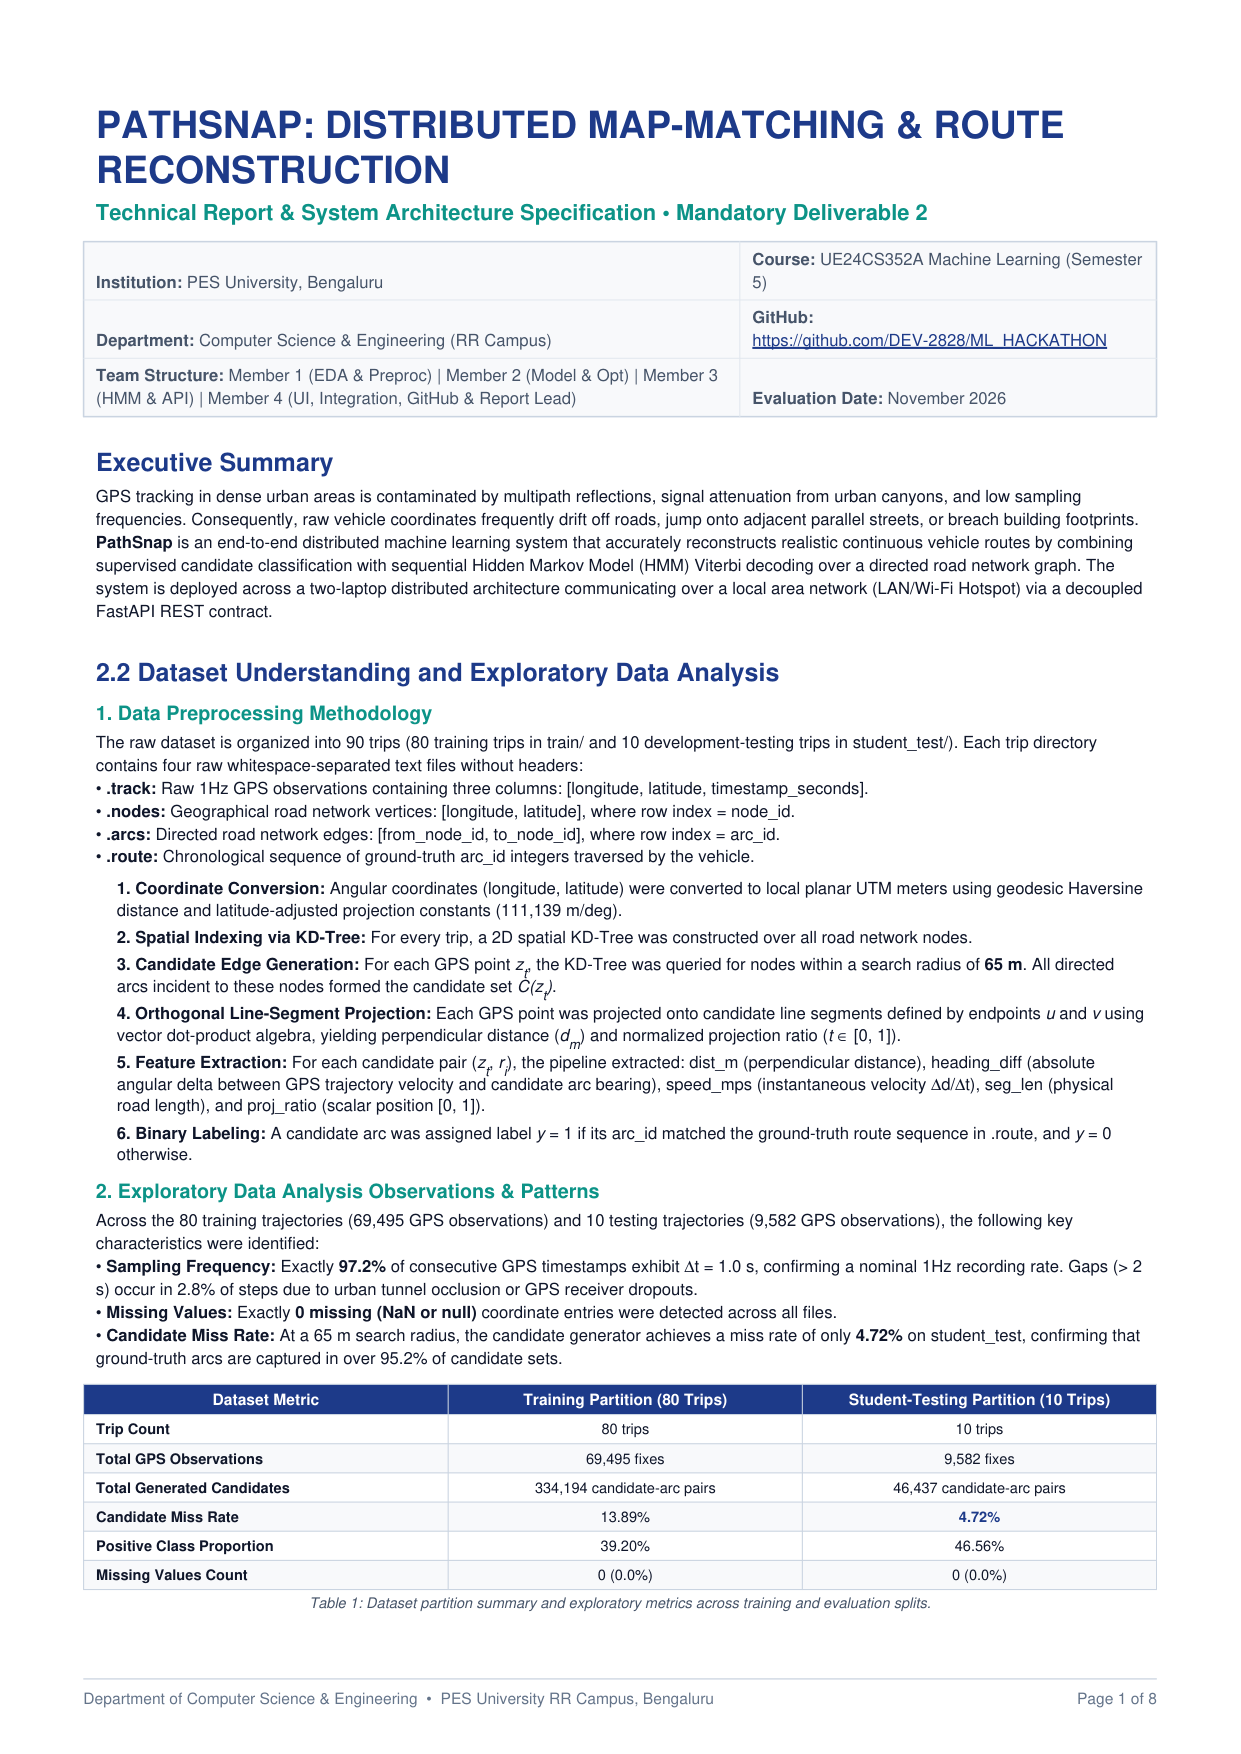 PATHSNAP: DISTRIBUTED MAP-MATCHING & ROUTE
RECONSTRUCTION
Technical Report & System Architecture Specification • Mandatory Deliverable 2
Institution: PES University, Bengaluru
Course: UE24CS352A Machine Learning (Semester
5)
Department: Computer Science & Engineering (RR Campus)
GitHub:
https://github.com/DEV-2828/ML_HACKATHON
Team Structure: Member 1 (EDA & Preproc) | Member 2 (Model & Opt) | Member 3
(HMM & API) | Member 4 (UI, Integration, GitHub & Report Lead)
Evaluation Date: November 2026
Executive Summary
GPS tracking in dense urban areas is contaminated by multipath reflections, signal attenuation from urban canyons, and low sampling
frequencies. Consequently, raw vehicle coordinates frequently drift off roads, jump onto adjacent parallel streets, or breach building footprints.
PathSnap is an end-to-end distributed machine learning system that accurately reconstructs realistic continuous vehicle routes by combining
supervised candidate classification with sequential Hidden Markov Model (HMM) Viterbi decoding over a directed road network graph. The
system is deployed across a two-laptop distributed architecture communicating over a local area network (LAN/Wi-Fi Hotspot) via a decoupled
FastAPI REST contract.
2.2 Dataset Understanding and Exploratory Data Analysis
1. Data Preprocessing Methodology
The raw dataset is organized into 90 trips (80 training trips in train/ and 10 development-testing trips in student_test/). Each trip directory
contains four raw whitespace-separated text files without headers:
• .track: Raw 1Hz GPS observations containing three columns: [longitude, latitude, timestamp_seconds].
• .nodes: Geographical road network vertices: [longitude, latitude], where row index = node_id.
• .arcs: Directed road network edges: [from_node_id, to_node_id], where row index = arc_id.
• .route: Chronological sequence of ground-truth arc_id integers traversed by the vehicle.
1. Coordinate Conversion: Angular coordinates (longitude, latitude) were converted to local planar UTM meters using geodesic Haversine
distance and latitude-adjusted projection constants (111,139 m/deg).
2. Spatial Indexing via KD-Tree: For every trip, a 2D spatial KD-Tree was constructed over all road network nodes.
3. Candidate Edge Generation: For each GPS point z_t, the KD-Tree was queried for nodes within a search radius of 65 m. All directed
arcs incident to these nodes formed the candidate set C(z_t).
4. Orthogonal Line-Segment Projection: Each GPS point was projected onto candidate line segments defined by endpoints u and v using
vector dot-product algebra, yielding perpendicular distance (d_m) and normalized projection ratio (t ∈ [0, 1]).
5. Feature Extraction: For each candidate pair (z_t, r_i), the pipeline extracted: dist_m (perpendicular distance), heading_diff (absolute
angular delta between GPS trajectory velocity and candidate arc bearing), speed_mps (instantaneous velocity Δd/Δt), seg_len (physical
road length), and proj_ratio (scalar position [0, 1]).
6. Binary Labeling: A candidate arc was assigned label y = 1 if its arc_id matched the ground-truth route sequence in .route, and y = 0
otherwise.
2. Exploratory Data Analysis Observations & Patterns
Across the 80 training trajectories (69,495 GPS observations) and 10 testing trajectories (9,582 GPS observations), the following key
characteristics were identified:
• Sampling Frequency: Exactly 97.2% of consecutive GPS timestamps exhibit Δt = 1.0 s, confirming a nominal 1Hz recording rate. Gaps (> 2
s) occur in 2.8% of steps due to urban tunnel occlusion or GPS receiver dropouts.
• Missing Values: Exactly 0 missing (NaN or null) coordinate entries were detected across all files.
• Candidate Miss Rate: At a 65 m search radius, the candidate generator achieves a miss rate of only 4.72% on student_test, confirming that
ground-truth arcs are captured in over 95.2% of candidate sets.
Dataset Metric Training Partition (80 Trips) Student-Testing Partition (10 Trips)
Trip Count 80 trips 10 trips
Total GPS Observations 69,495 fixes 9,582 fixes
Total Generated Candidates 334,194 candidate-arc pairs 46,437 candidate-arc pairs
Candidate Miss Rate 13.89% 4.72%
Positive Class Proportion 39.20% 46.56%
Missing Values Count 0 (0.0%) 0 (0.0%)
Table 1: Dataset partition summary and exploratory metrics across training and evaluation splits.
Department of Computer Science & Engineering • PES University RR Campus, Bengaluru
Page 1 of 8